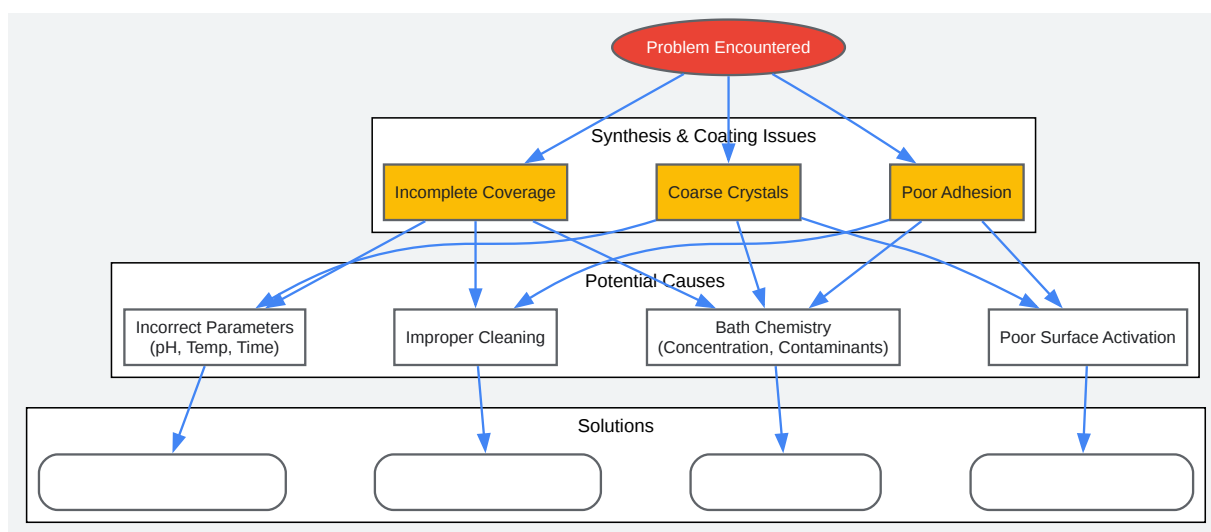 Problem Encountered
Synthesis & Coating Issues
Incomplete Coverage
Coarse Crystals
Poor Adhesion
Potential Causes
Incorrect Parameters
(pH, Temp, Time)
Improper Cleaning
Bath Chemistry
(Concentration, Contaminants)
Poor Surface Activation
Solutions